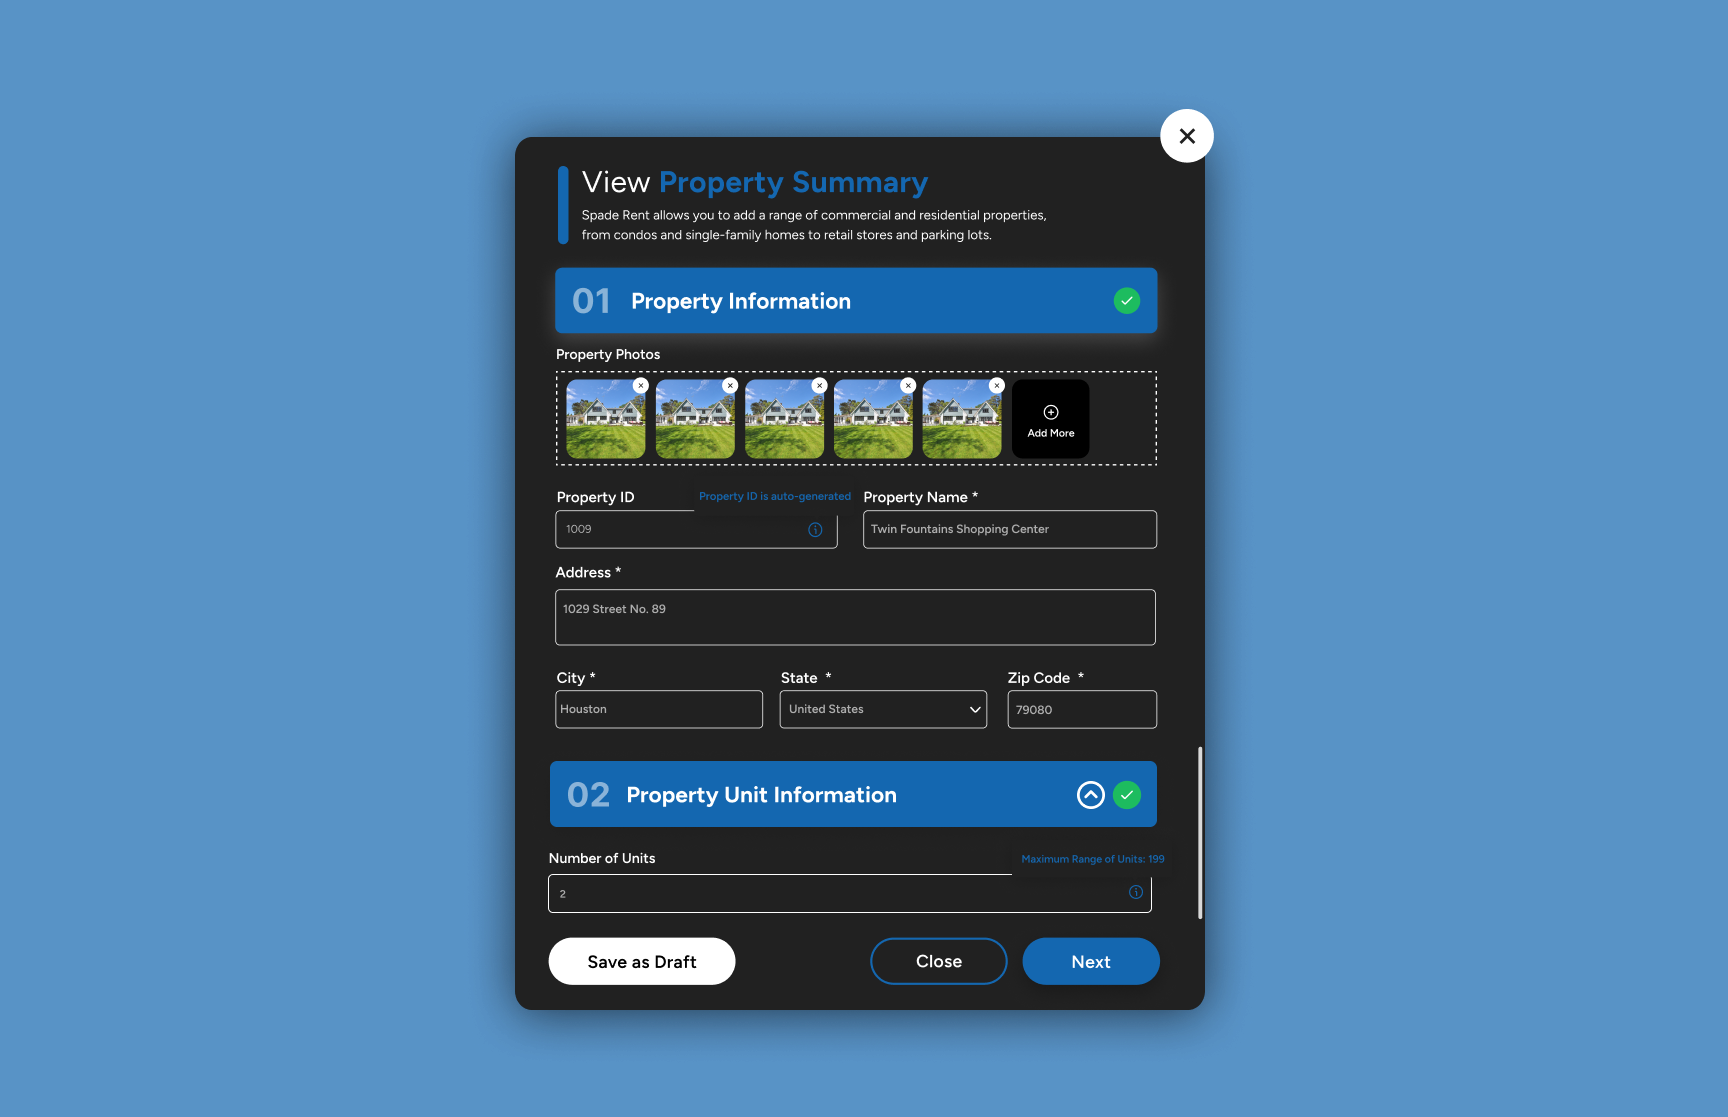 View Property Summary
Spade Rent allows you to add a range of commercial and residential properties,
from condos and single-family homes to retail stores and parking lots.
01 Property Information
Property Photos
Add More
Property ID
Property ID is auto-generated
Property Name *
1009
Twin Fountains Shopping Center
Address *
1029 Street No. 89
City *
State *
Zip Code *
Houston
United States
79080
02 Property Unit Information
Number of Units
Maximum Range of Units: 199
2
Save as Draft
Close
Next